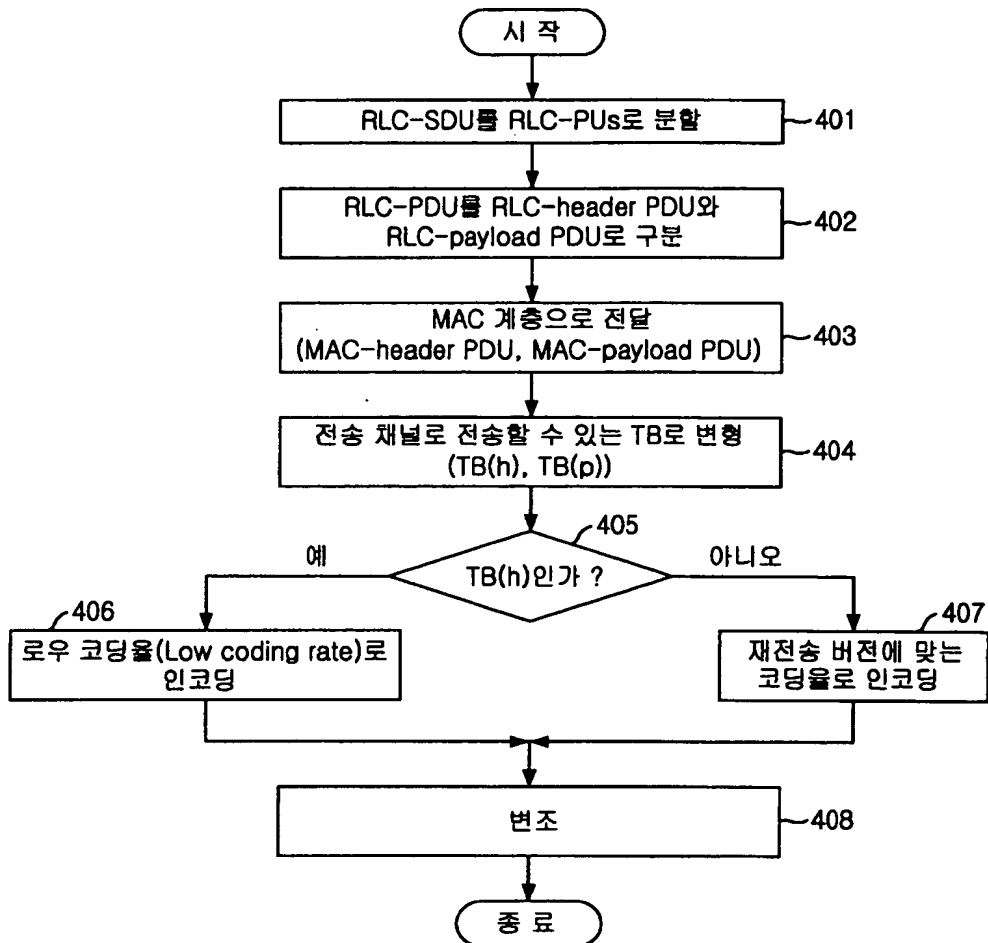 시 작
RLC-SDU를 RLC-PUs로 분할
401
RLC-PDU를 RLC-header PDU와
RLC-payload PDU로 구분
402
MAC 계층으로 전달
(MAC-header PDU, MAC-payload PDU)
403
전송 채널로 전송할 수 있는 TB로 변형
(TB(h), TB(p))
404
405
예
TB(h)인가 ?
아니오
406
로우 코딩율(Low coding rate)로
인코딩
407
재전송 버전에 맞는
코딩율로 인코딩
변조
408
종 료